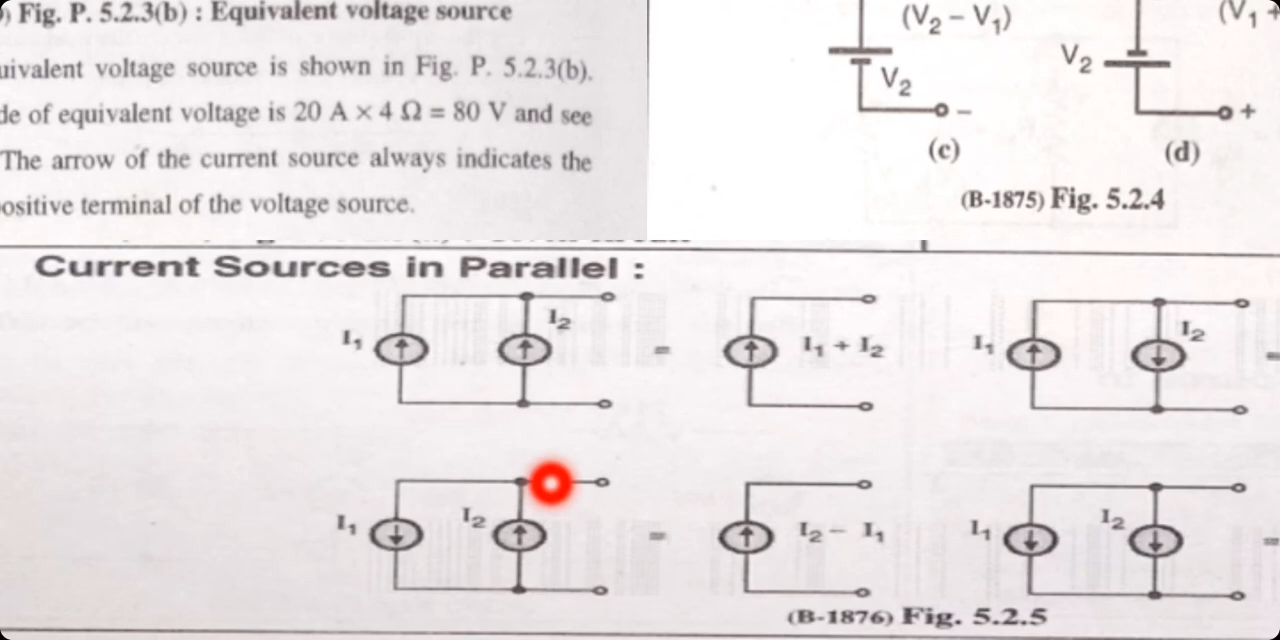 Fig. P. 5.2.3(b) : Equivalent voltage source
voltage source is shown in Fig. P. 5.2.3(b).
of equivalent voltage is 20 A × 4 Ω = 80 V and see
The arrow of the current source always indicates the
terminal of the voltage source.
(V₂ – V₁)
V₂
–
(c)
V₂
+
(d)
(B-1875) Fig. 5.2.4
Current Sources in Parallel :
I₁
I₂
=
I₁ + I₂
I₁
I₂
=
I₁
I₂
=
I₂ – I₁
I₁
I₂
=
(B-1876) Fig. 5.2.5